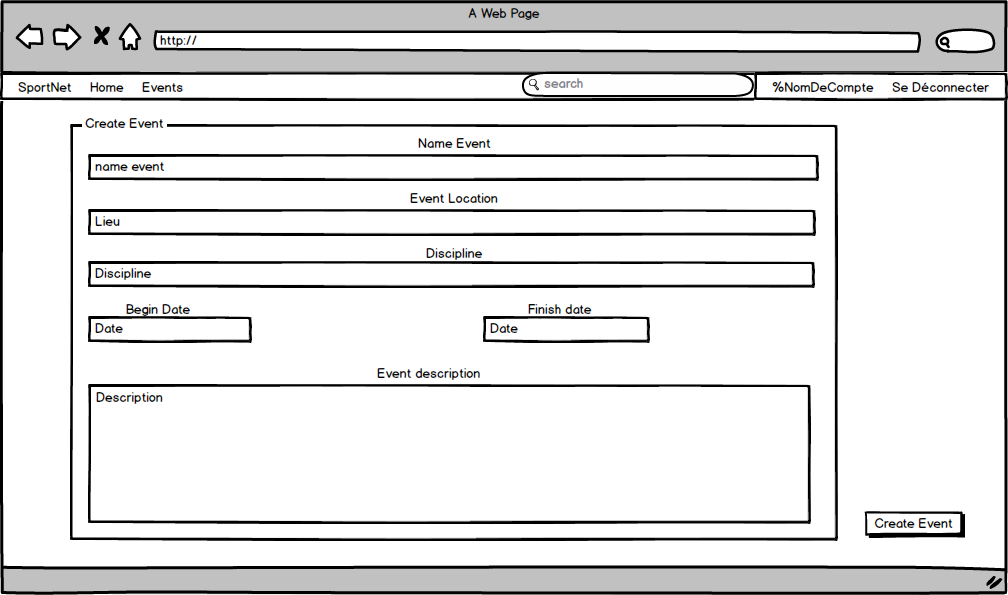 A Web Page
http://
SportNet Home Events search %NomDeCompte Se Déconnecter
Create Event
Name Event
name event
Event Location
Lieu
Discipline
Discipline
Begin Date Finish date
Date Date
Event description
Description
Create Event